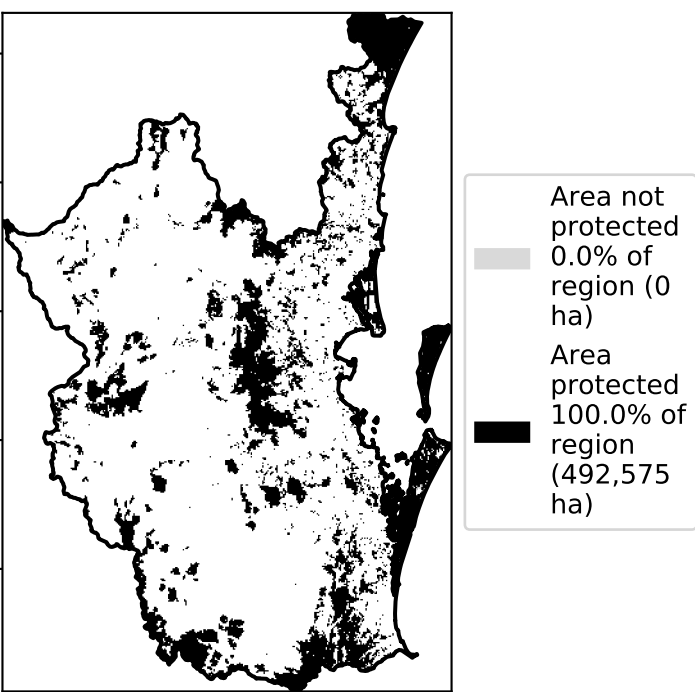 Area not
protected
0.0% of
region (0
ha)
Area
protected
100.0% of
region
(492,575
ha)